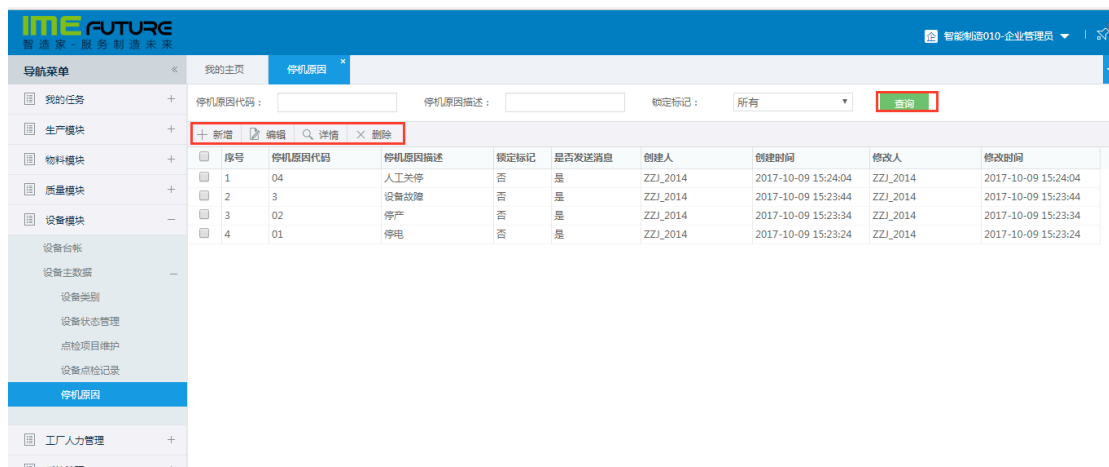 IME FUTURE
智造家-服务制造未来
企 智能制造010-企业管理员
导航菜单 «
我的主页 停机原因 ×
我的任务 +
停机原因代码： 停机原因描述： 锁定标记： 所有 查询
生产模块 +
新增 编辑 详情 删除
物料模块 +
序号 停机原因代码 停机原因描述 锁定标记 是否发送消息 创建人 创建时间 修改人 修改时间
1 04 人工关停 否 是 ZZJ_2014 2017-10-09 15:24:04 ZZJ_2014 2017-10-09 15:24:04
质量模块 +
2 3 设备故障 否 是 ZZJ_2014 2017-10-09 15:23:44 ZZJ_2014 2017-10-09 15:23:44
设备模块 −
3 02 停产 否 是 ZZJ_2014 2017-10-09 15:23:34 ZZJ_2014 2017-10-09 15:23:34
4 01 停电 否 是 ZZJ_2014 2017-10-09 15:23:24 ZZJ_2014 2017-10-09 15:23:24
设备台帐
设备主数据 −
设备类别
设备状态管理
点检项目维护
设备点检记录
停机原因
工厂人力管理 +